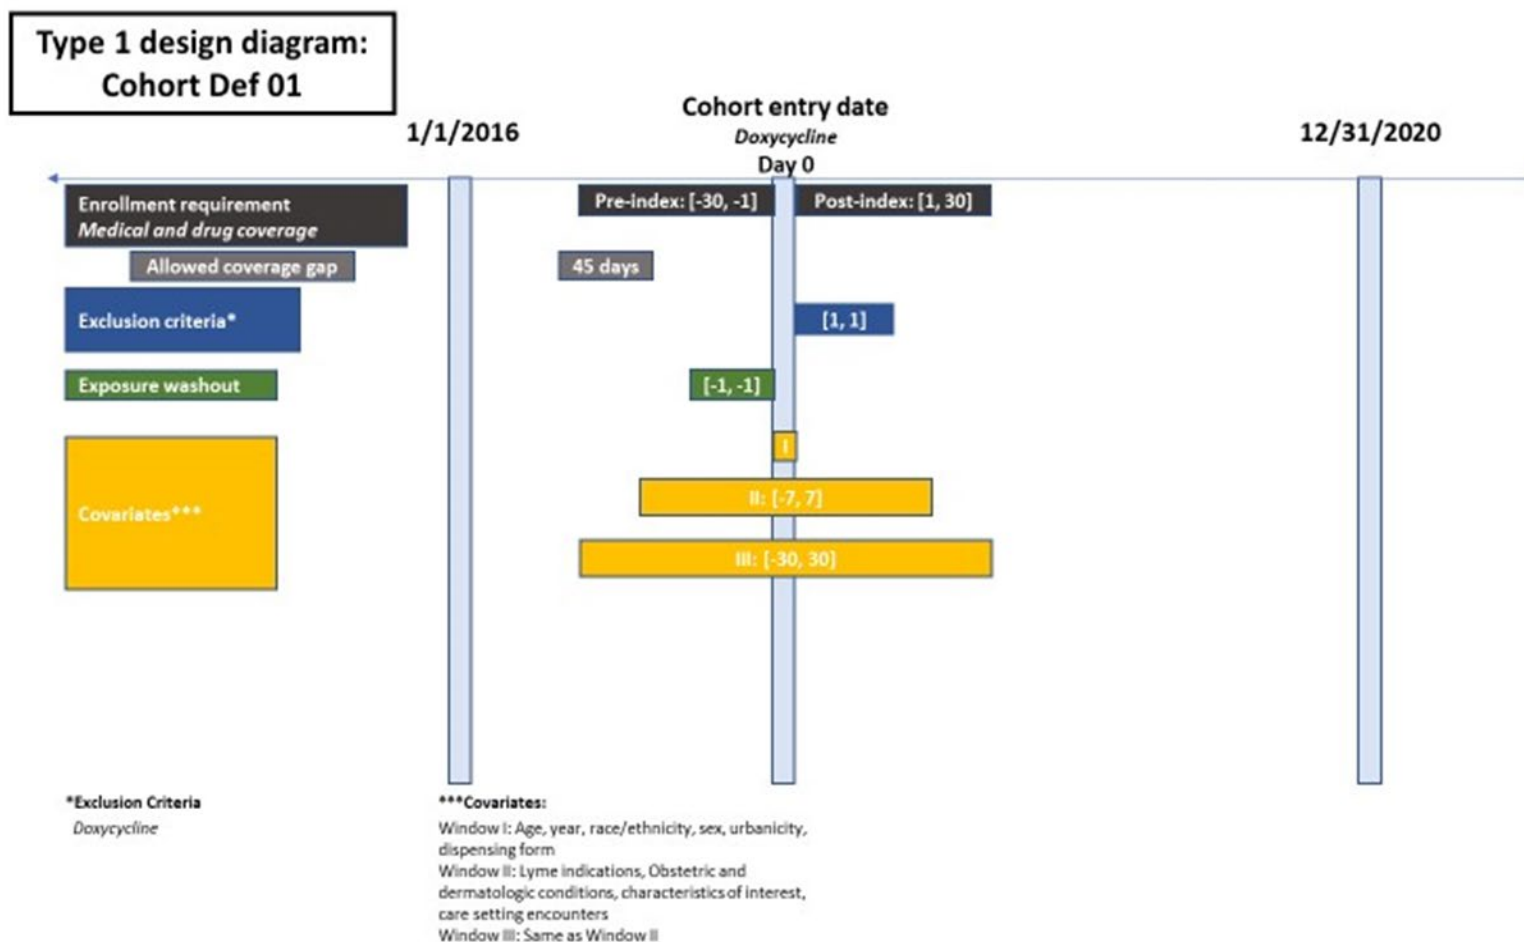 Type 1 design diagram:
Cohort Def 01
Cohort entry date
Doxycycline
Day 0
1/1/2016
12/31/2020
Enrollment requirement
Medical and drug coverage
Pre-index: [-30, -1]
Post-index: [1, 30]
Allowed coverage gap
45 days
Exclusion criteria*
[1, 1]
Exposure washout
[-1, -1]
I
Covariates***
II: [-7, 7]
III: [-30, 30]
*Exclusion Criteria
Doxycycline
***Covariates:
Window I: Age, year, race/ethnicity, sex, urbanicity,
dispensing form
Window II: Lyme indications, Obstetric and
dermatologic conditions, characteristics of interest,
care setting encounters
Window III: Same as Window II